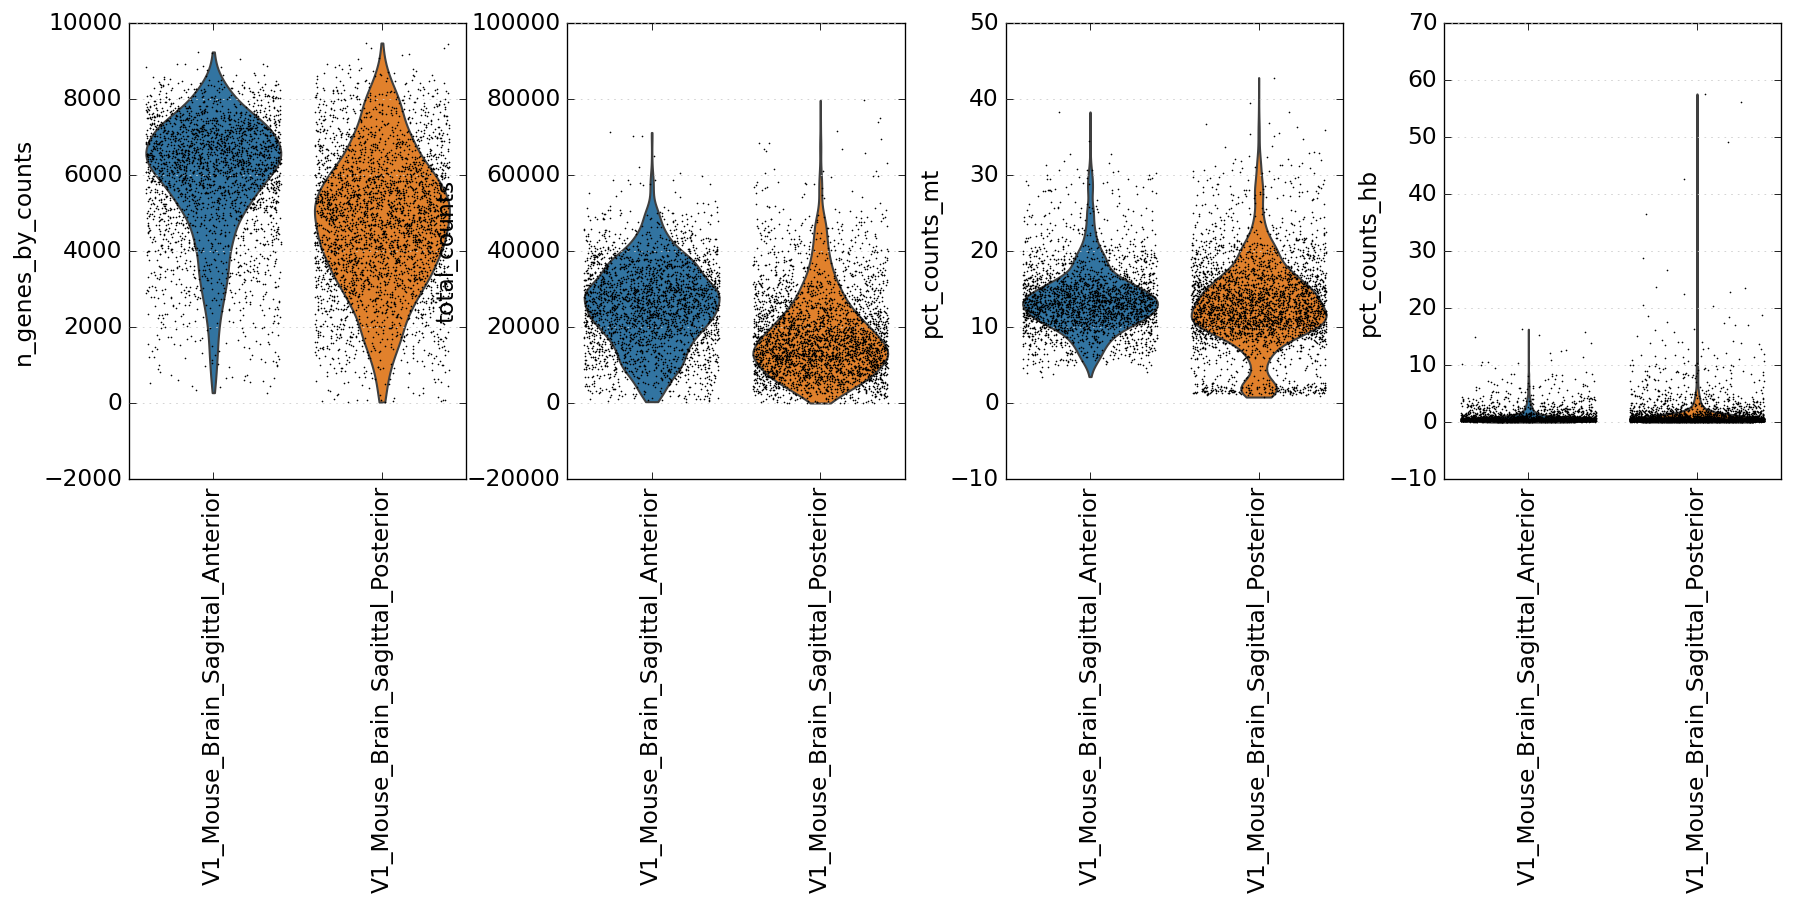 n_genes_by_counts
10000
8000
6000
4000
2000
0
−2000
V1_Mouse_Brain_Sagittal_Anterior
V1_Mouse_Brain_Sagittal_Posterior
total_counts
100000
80000
60000
40000
20000
0
−20000
V1_Mouse_Brain_Sagittal_Anterior
V1_Mouse_Brain_Sagittal_Posterior
pct_counts_mt
50
40
30
20
10
0
−10
V1_Mouse_Brain_Sagittal_Anterior
V1_Mouse_Brain_Sagittal_Posterior
pct_counts_hb
70
60
50
40
30
20
10
0
−10
V1_Mouse_Brain_Sagittal_Anterior
V1_Mouse_Brain_Sagittal_Posterior